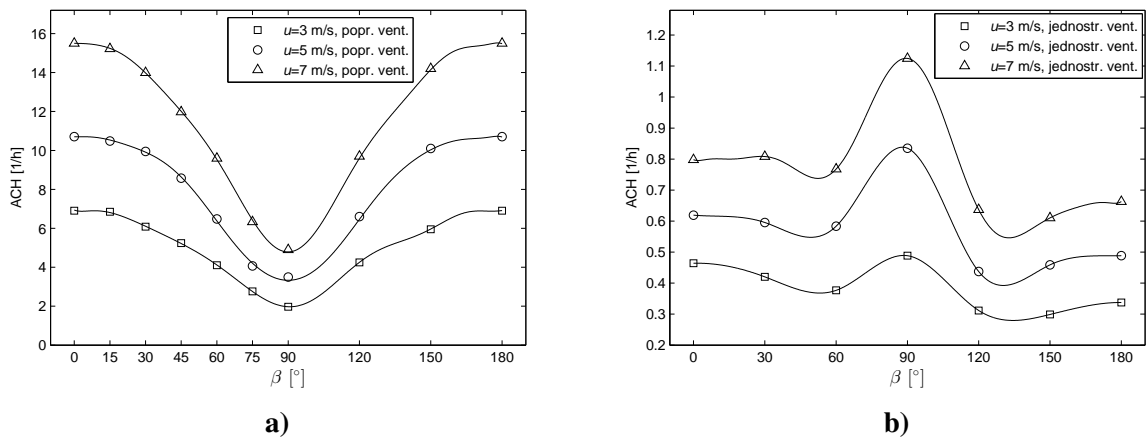 u=3 m/s, popr. vent.
u=5 m/s, popr. vent.
u=7 m/s, popr. vent.
16
14
12
10
8
6
4
2
0
ACH [1/h]
0 15 30 45 60 75 90 120 150 180
β [°]
a)
u=3 m/s, jednostr. vent.
u=5 m/s, jednostr. vent.
u=7 m/s, jednostr. vent.
1.2
1.1
1
0.9
0.8
0.7
0.6
0.5
0.4
0.3
0.2
ACH [1/h]
0 30 60 90 120 150 180
β [°]
b)